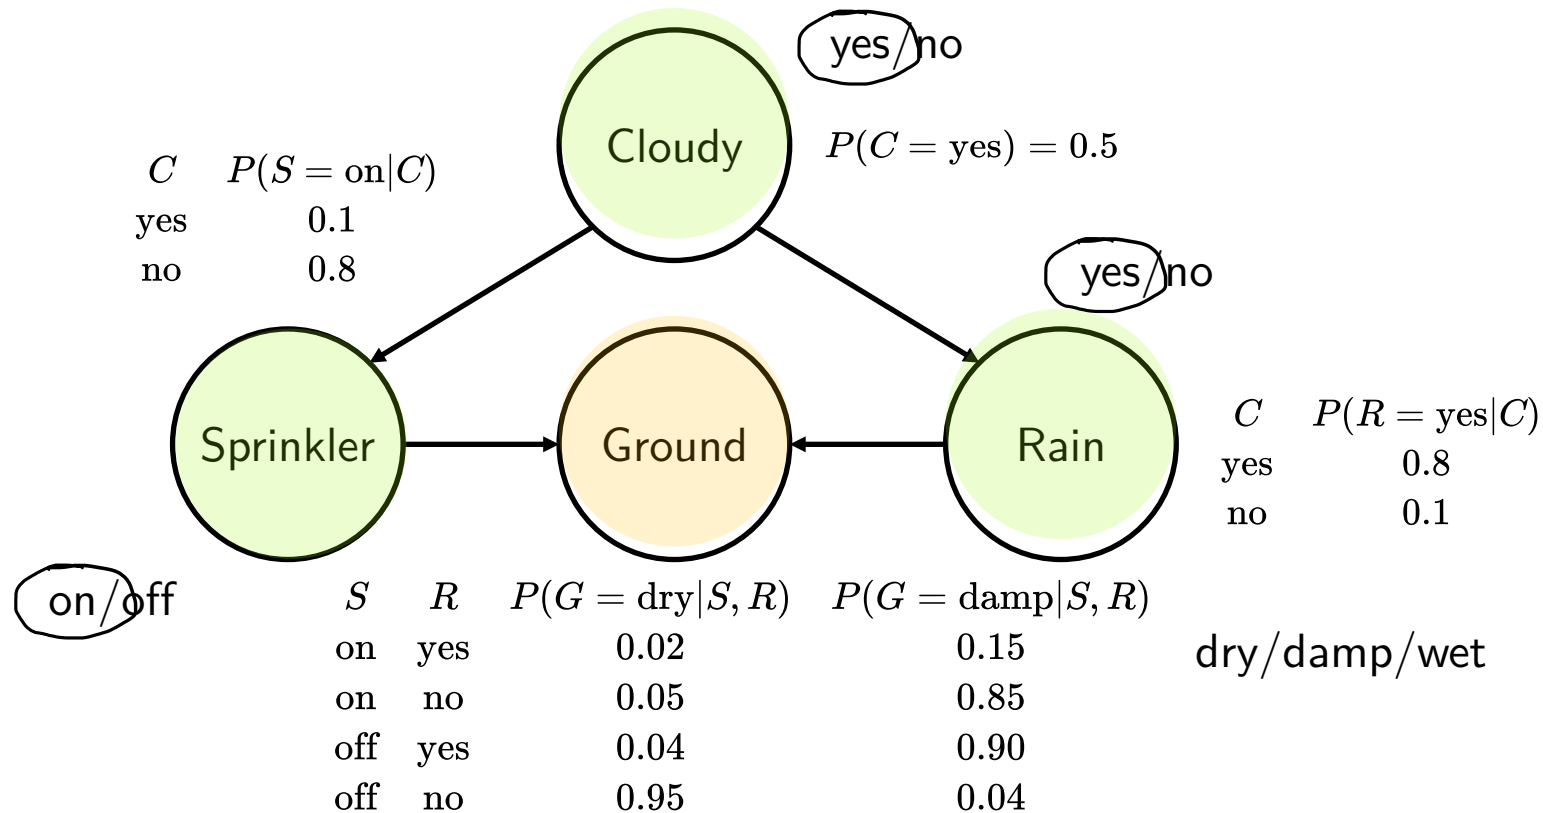 yes/no
Cloudy
P(C = yes) = 0.5
C P(S = on|C)
yes 0.1
no 0.8
yes/no
Sprinkler
Ground
Rain
C P(R = yes|C)
yes 0.8
no 0.1
on/off
S R P(G = dry|S, R) P(G = damp|S, R)
on yes 0.02 0.15
on no 0.05 0.85
off yes 0.04 0.90
off no 0.95 0.04
dry/damp/wet